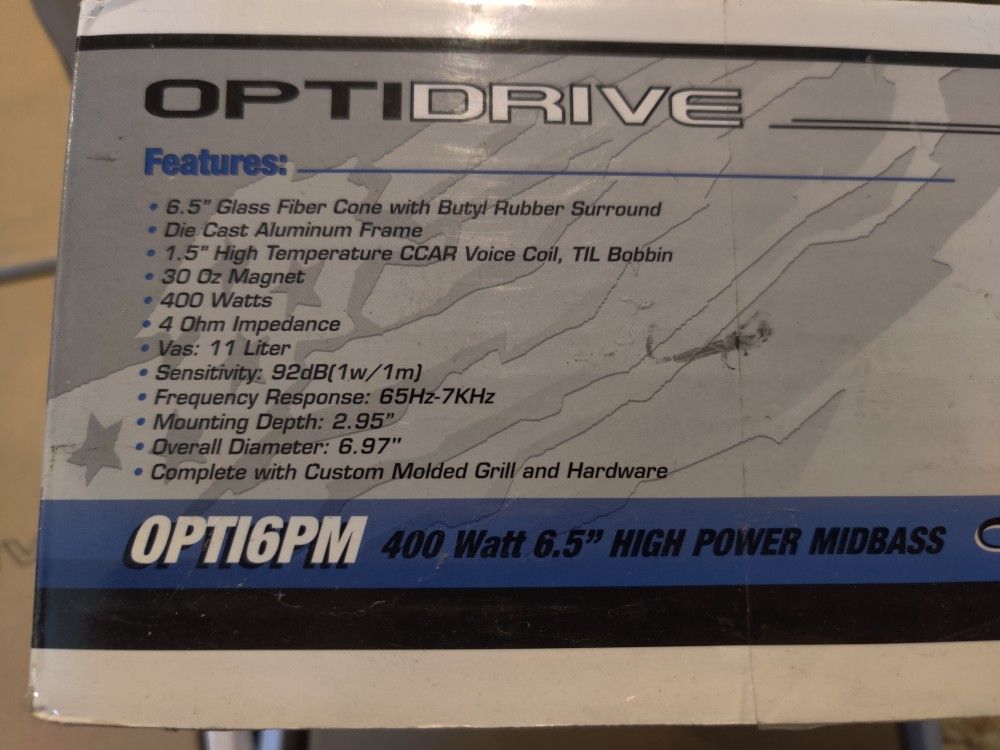 OPTIDRIVE
Features:
• 6.5" Glass Fiber Cone with Butyl Rubber Surround
• Die Cast Aluminum Frame
• 1.5" High Temperature CCAR Voice Coil, TIL Bobbin
• 30 Oz Magnet
• 400 Watts
• 4 Ohm Impedance
• Vas: 11 Liter
• Sensitivity: 92dB(1w/1m)
• Frequency Response: 65Hz-7KHz
• Mounting Depth: 2.95"
• Overall Diameter: 6.97"
• Complete with Custom Molded Grill and Hardware
OPTI6PM 400 Watt 6.5" HIGH POWER MIDBASS